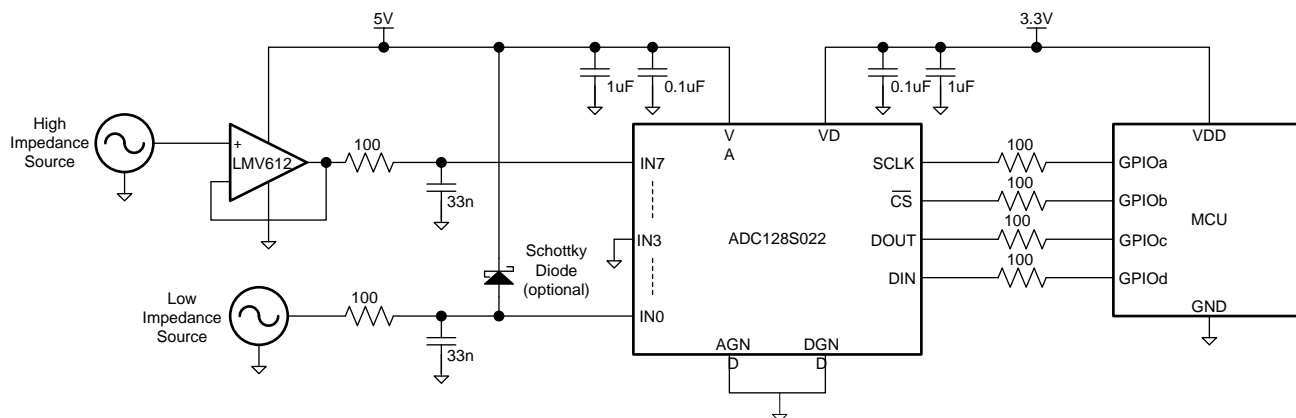 5V
3.3V
1uF
0.1uF
0.1uF
1uF
High
Impedance
Source
+
LMV612
100
33n
V
A
VD
VDD
IN7
IN3
IN0
ADC128S022
SCLK
CS
DOUT
DIN
100
100
100
100
GPIOa
GPIOb
GPIOc
GPIOd
MCU
GND
Schottky
Diode
(optional)
Low
Impedance
Source
100
33n
AGN
D
DGN
D